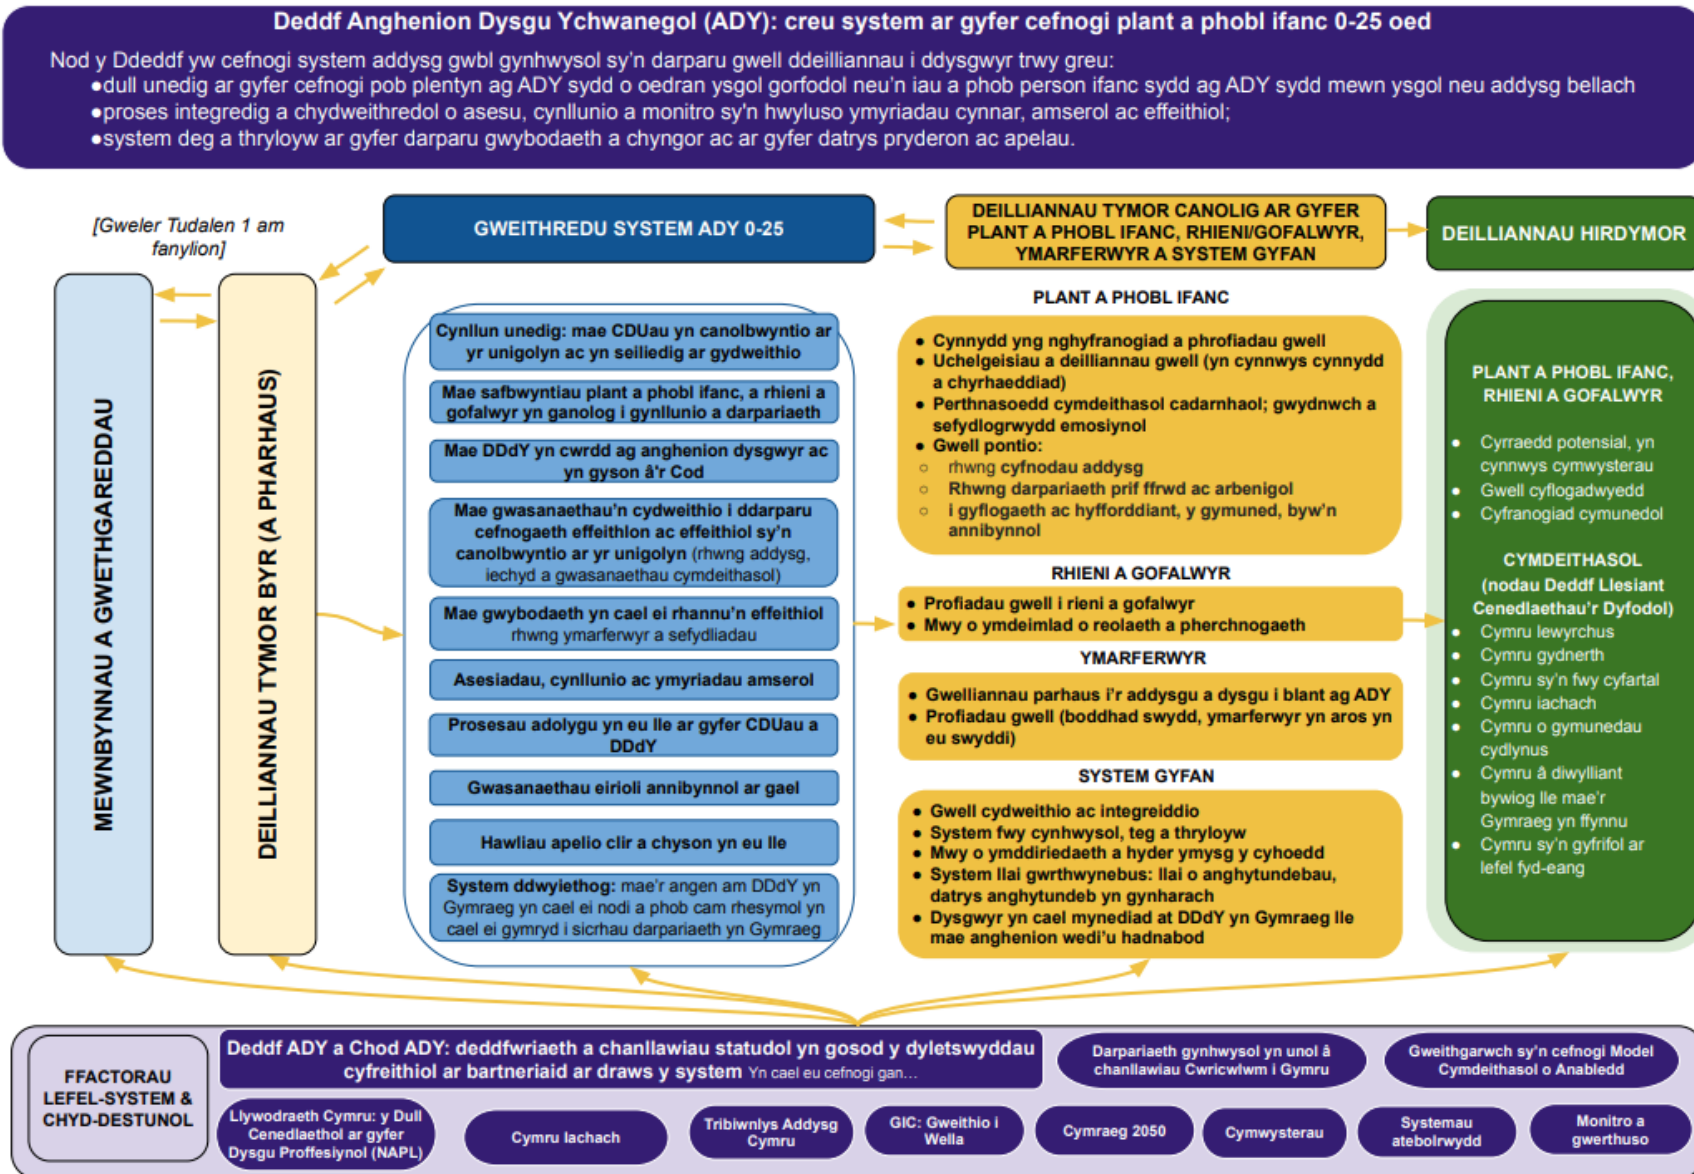 Deddf Anghenion Dysgu Ychwanegol (ADY): creu system ar gyfer cefnogi plant a phobl ifanc 0-25 oed
Nod y Ddeddf yw cefnogi system addysg gwbl gynhwysol sy'n darparu gwell ddeilliannau i ddysgwyr trwy greu:
●dull unedig ar gyfer cefnogi pob plentyn ag ADY sydd o oedran ysgol gorfodol neu'n iau a phob person ifanc sydd ag ADY sydd mewn ysgol neu addysg bellach
●proses integredig a chydweithredol o asesu, cynllunio a monitro sy'n hwyluso ymyriadau cynnar, amserol ac effeithiol;
●system deg a thryloyw ar gyfer darparu gwybodaeth a chyngor ac ar gyfer datrys pryderon ac apelau.
[Gweler Tudalen 1 am
fanylion]
MEWNBYNNAU A GWETHGAREDDAU
DEILLIANNAU TYMOR BYR (A PHARHAUS)
GWEITHREDU SYSTEM ADY 0-25
Cynllun unedig: mae CDUau yn canolbwyntio ar
yr unigolyn ac yn seiliedig ar gydweithio
Mae safbwyntiau plant a phobl ifanc, a rhieni a
gofalwyr yn ganolog i gynllunio a darpariaeth
Mae DDdY yn cwrdd ag anghenion dysgwyr ac
yn gyson â'r Cod
Mae gwasanaethau'n cydweithio i ddarparu
cefnogaeth effeithlon ac effeithiol sy'n
canolbwyntio ar yr unigolyn (rhwng addysg,
iechyd a gwasanaethau cymdeithasol)
Mae gwybodaeth yn cael ei rhannu'n effeithiol
rhwng ymarferwyr a sefydliadau
Asesiadau, cynllunio ac ymyriadau amserol
Prosesau adolygu yn eu lle ar gyfer CDUau a
DDdY
Gwasanaethau eirioli annibynnol ar gael
Hawliau apelio clir a chyson yn eu lle
System ddwyiethog: mae'r angen am DDdY yn
Gymraeg yn cael ei nodi a phob cam rhesymol yn
cael ei gymryd i sicrhau darpariaeth yn Gymraeg
DEILLIANNAU TYMOR CANOLIG AR GYFER
PLANT A PHOBL IFANC, RHIENI/GOFALWYR,
YMARFERWYR A SYSTEM GYFAN
PLANT A PHOBL IFANC
● Cynnydd yng nghyfranogiad a phrofiadau gwell
● Uchelgeisiau a deilliannau gwell (yn cynnwys cynnydd
a chyrhaeddiad)
● Perthnasoedd cymdeithasol cadarnhaol; gwydnwch a
sefydlogrwydd emosiynol
● Gwell pontio:
○ rhwng cyfnodau addysg
○ Rhwng darpariaeth prif ffrwd ac arbenigol
○ i gyflogaeth ac hyfforddiant, y gymuned, byw'n
annibynnol
RHIENI A GOFALWYR
● Profiadau gwell i rieni a gofalwyr
● Mwy o ymdeimlad o reolaeth a pherchnogaeth
YMARFERWYR
● Gwelliannau parhaus i'r addysgu a dysgu i blant ag ADY
● Profiadau gwell (boddhad swydd, ymarferwyr yn aros yn
eu swyddi)
SYSTEM GYFAN
● Gwell cydweithio ac integreiddio
● System fwy cynhwysol, teg a thryloyw
● Mwy o ymddiriedaeth a hyder ymysg y cyhoedd
● System llai gwrthwynebus: llai o anghytundebau,
datrys anghytundeb yn gynharach
● Dysgwyr yn cael mynediad at DDdY yn Gymraeg lle
mae anghenion wedi'u hadnabod
DEILLIANNAU HIRDYMOR
PLANT A PHOBL IFANC,
RHIENI A GOFALWYR
● Cyrraedd potensial, yn
cynnwys cymwysterau
● Gwell cyflogadwyedd
● Cyfranogiad cymunedol
CYMDEITHASOL
(nodau Deddf Llesiant
Cenedlaethau'r Dyfodol)
● Cymru lewyrchus
● Cymru gydnerth
● Cymru sy'n fwy cyfartal
● Cymru iachach
● Cymru o gymunedau
cydlynus
● Cymru â diwylliant
bywiog lle mae'r
Gymraeg yn ffynnu
● Cymru sy'n gyfrifol ar
lefel fyd-eang
FFACTORAU
LEFEL-SYSTEM &
CHYD-DESTUNOL
Deddf ADY a Chod ADY: deddfwriaeth a chanllawiau statudol yn gosod y dyletswyddau
cyfreithiol ar bartneriaid ar draws y system Yn cael eu cefnogi gan...
Darpariaeth gynhwysol yn unol â
chanllawiau Cwricwlwm i Gymru
Gweithgarwch sy'n cefnogi Model
Cymdeithasol o Anabledd
Llywodraeth Cymru: y Dull
Cenedlaethol ar gyfer
Dysgu Proffesiynol (NAPL)
Cymru Iachach
Tribiwnlys Addysg
Cymru
GIC: Gweithio i
Wella
Cymraeg 2050
Cymwysterau
Systemau
atebolrwydd
Monitro a
gwerthuso